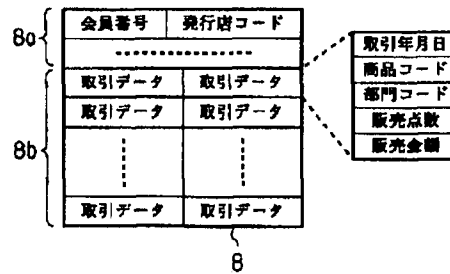 8a
会員番号 発行店コード
8b
取引データ 取引データ
取引データ 取引データ
取引データ 取引データ
8
取引年月日
商品コード
部門コード
販売点数
販売金額